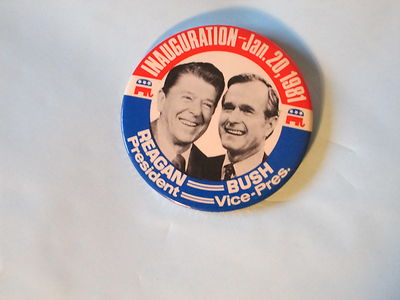 INAUGURATION-Jan. 20, 1981
REAGAN
President
BUSH
Vice-Pres.